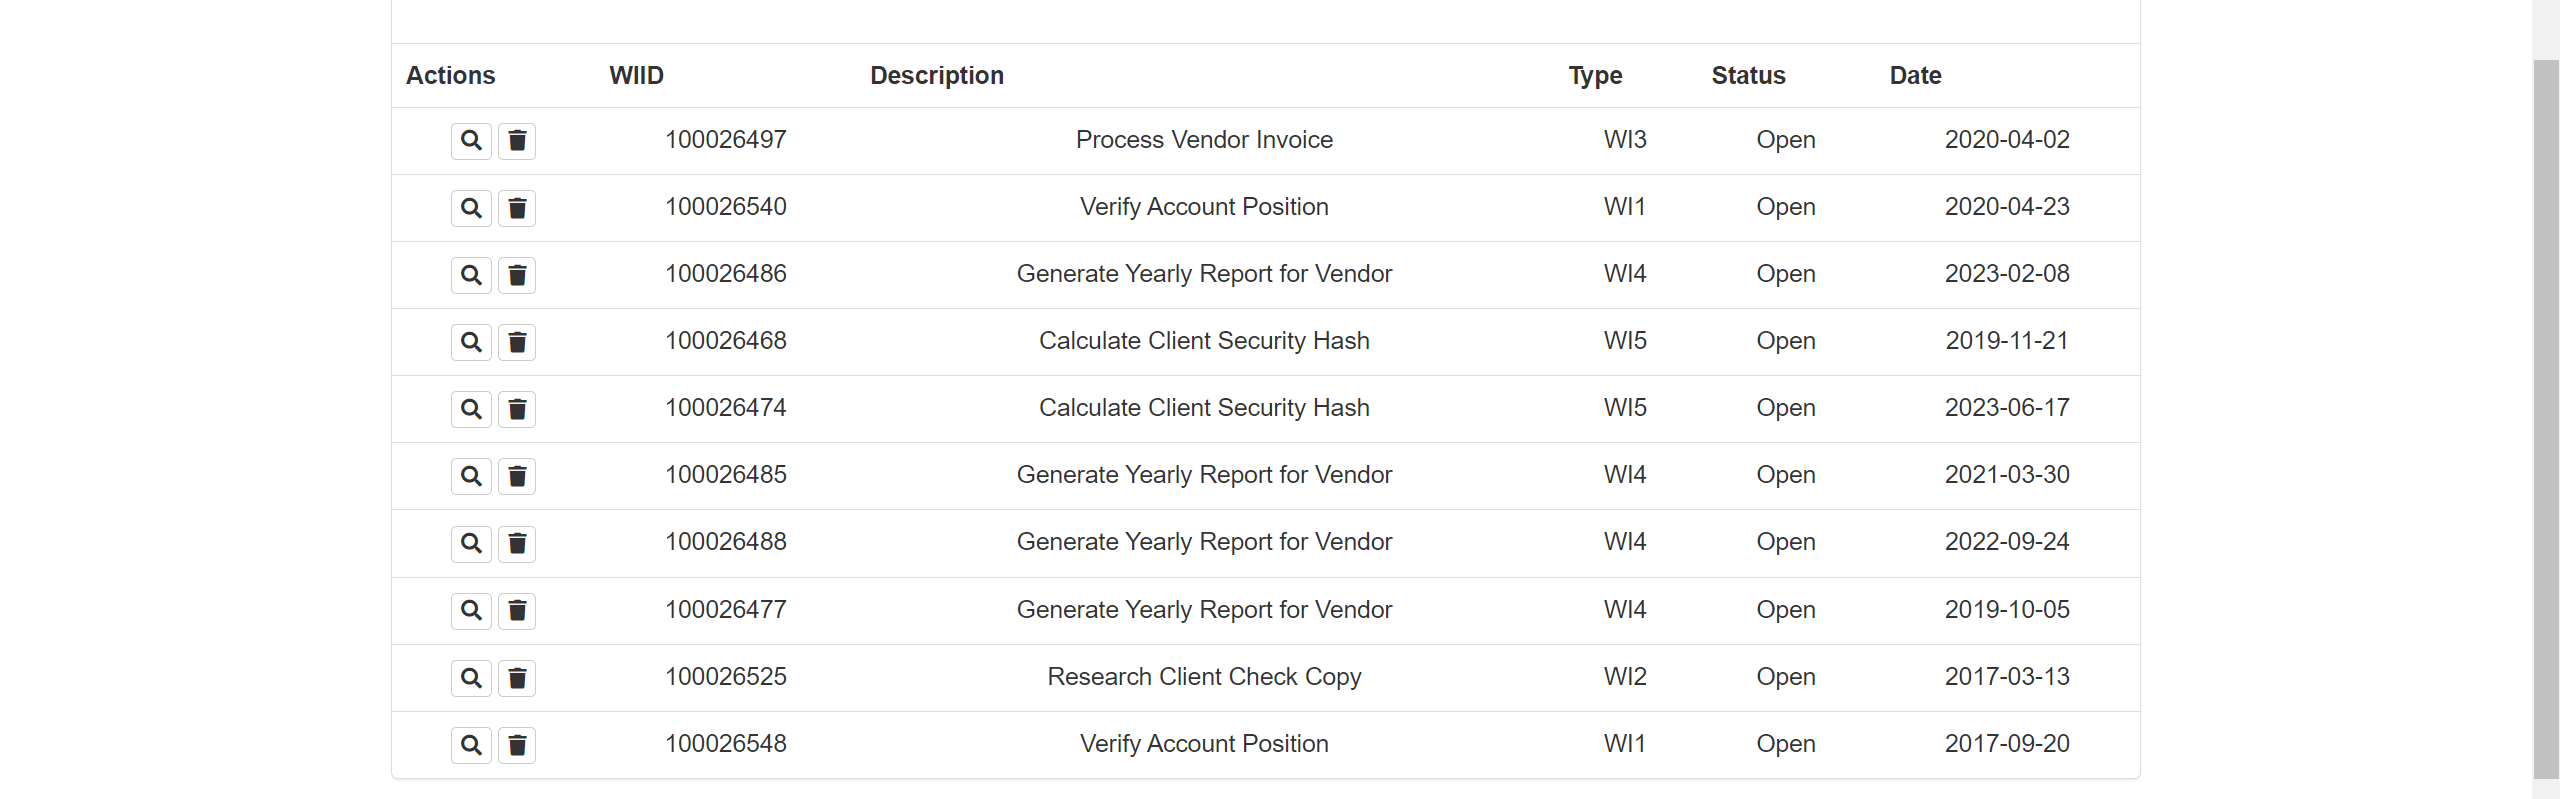 Actions WIID Description Type Status Date
100026497 Process Vendor Invoice WI3 Open 2020-04-02
100026540 Verify Account Position WI1 Open 2020-04-23
100026486 Generate Yearly Report for Vendor WI4 Open 2023-02-08
100026468 Calculate Client Security Hash WI5 Open 2019-11-21
100026474 Calculate Client Security Hash WI5 Open 2023-06-17
100026485 Generate Yearly Report for Vendor WI4 Open 2021-03-30
100026488 Generate Yearly Report for Vendor WI4 Open 2022-09-24
100026477 Generate Yearly Report for Vendor WI4 Open 2019-10-05
100026525 Research Client Check Copy WI2 Open 2017-03-13
100026548 Verify Account Position WI1 Open 2017-09-20